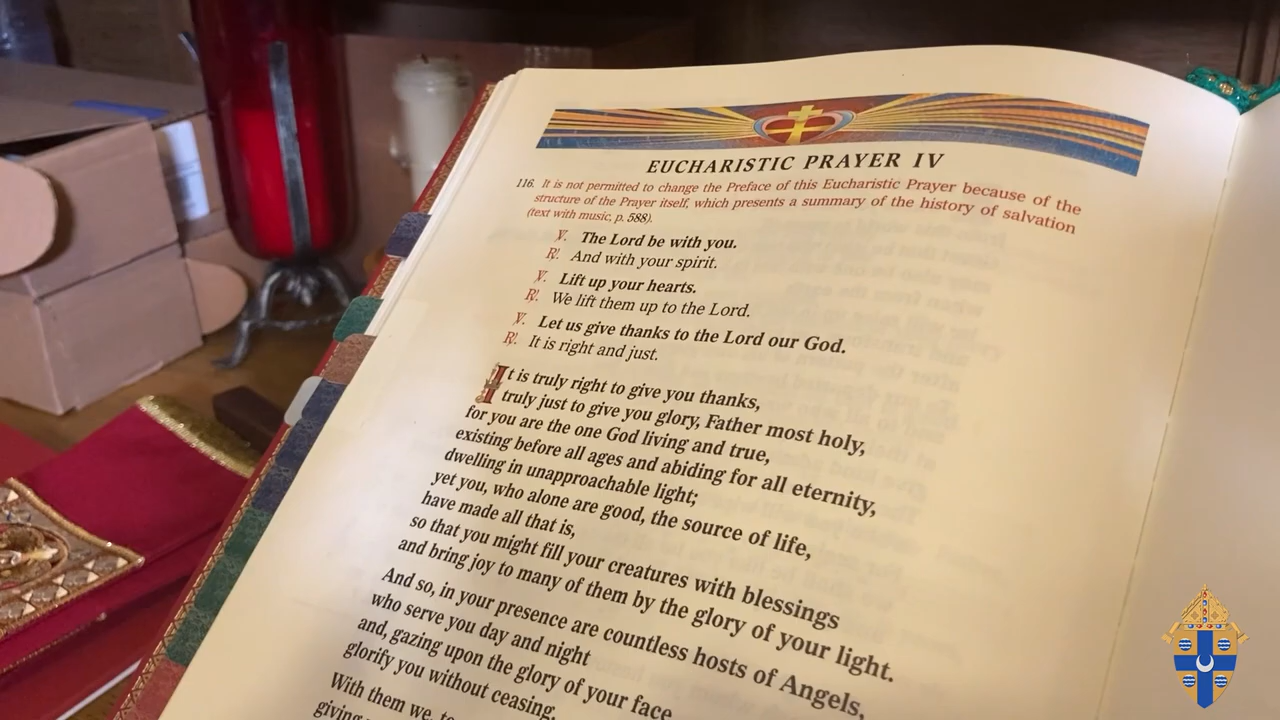 EUCHARISTIC PRAYER IV
116. It is not permitted to change the Preface of this Eucharistic Prayer because of the
structure of the Prayer itself, which presents a summary of the history of salvation
(text with music, p. 588).
℣. The Lord be with you.
℟. And with your spirit.
℣. Lift up your hearts.
℟. We lift them up to the Lord.
℣. Let us give thanks to the Lord our God.
℟. It is right and just.
It is truly right to give you thanks,
truly just to give you glory, Father most holy,
for you are the one God living and true,
existing before all ages and abiding for all eternity,
dwelling in unapproachable light;
yet you, who alone are good, the source of life,
have made all that is,
so that you might fill your creatures with blessings
and bring joy to many of them by the glory of your light.
And so, in your presence are countless hosts of Angels,
who serve you day and night
and, gazing upon the glory of your face,
glorify you without ceasing.
With them we, to
giving